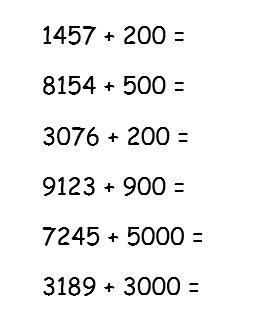 1457 + 200 =
8154 + 500 =
3076 + 200 =
9123 + 900 =
7245 + 5000 =
3189 + 3000 =